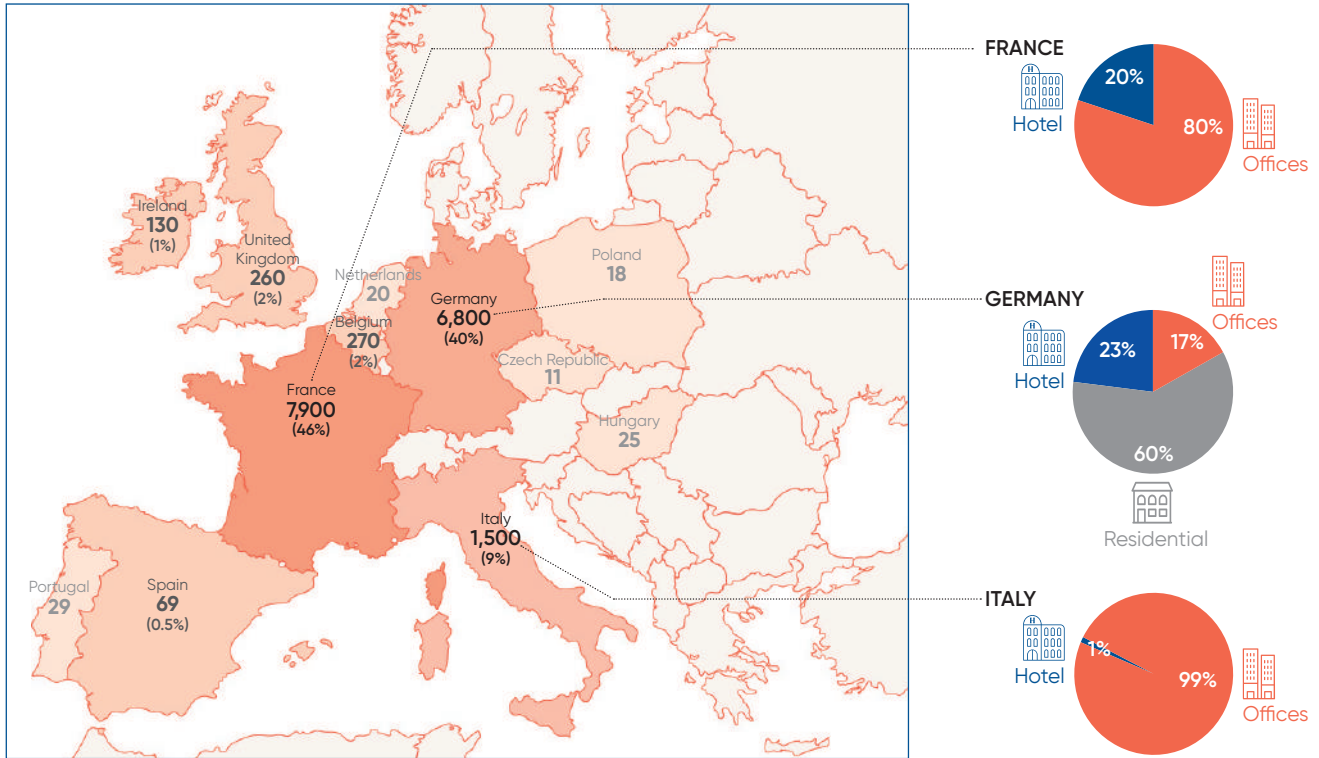 Ireland
130
(1%)
United
Kingdom
260
(2%)
Netherlands
20
Belgium
270
(2%)
Germany
6,800
(40%)
Poland
18
Czech Republic
11
Hungary
25
France
7,900
(46%)
Italy
1,500
(9%)
Portugal
29
Spain
69
(0.5%)
FRANCE
H
Hotel
20%
80%
Offices
GERMANY
H
Hotel
23%
17%
Offices
60%
Residential
ITALY
H
Hotel
1%
99%
Offices